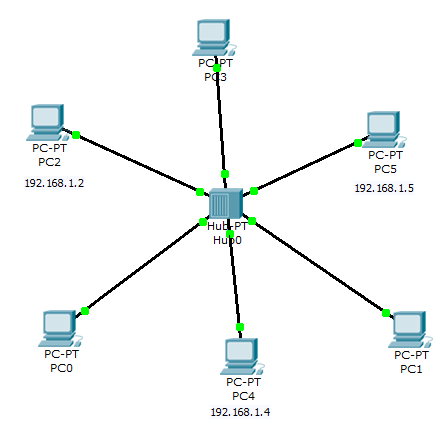 PC-PT
PC3
PC-PT
PC2
192.168.1.2
PC-PT
PC5
192.168.1.5
Hub-PT
Hub0
PC-PT
PC0
PC-PT
PC4
192.168.1.4
PC-PT
PC1